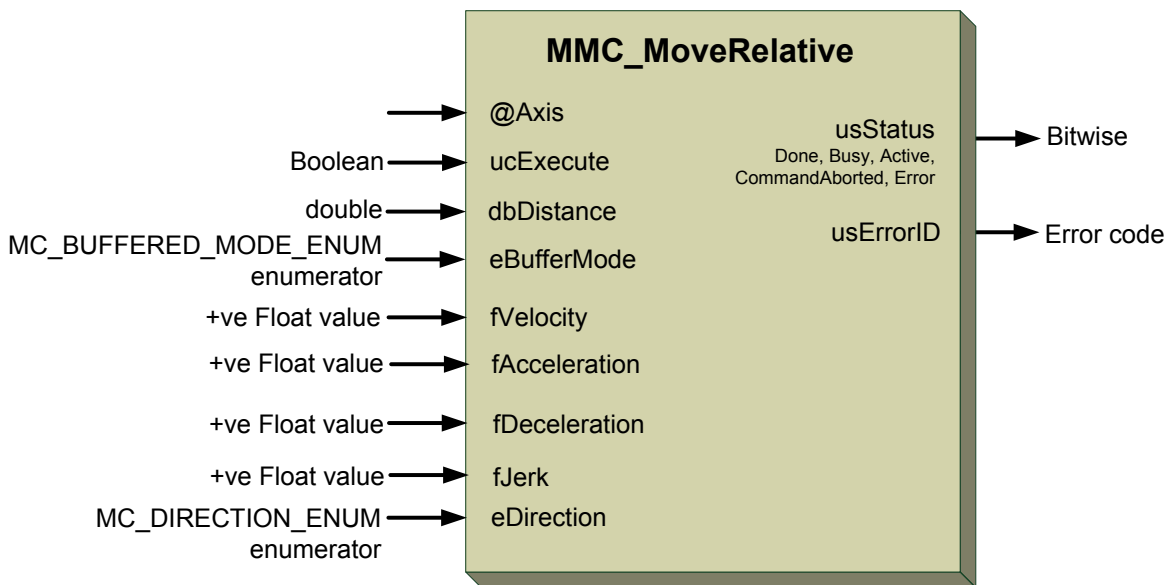 MMC_MoveRelative
@Axis
Boolean
ucExecute
double
dbDistance
MC_BUFFERED_MODE_ENUM
enumerator
eBufferMode
+ve Float value
fVelocity
+ve Float value
fAcceleration
+ve Float value
fDeceleration
+ve Float value
fJerk
MC_DIRECTION_ENUM
enumerator
eDirection
usStatus
Done, Busy, Active,
CommandAborted, Error
Bitwise
usErrorID
Error code